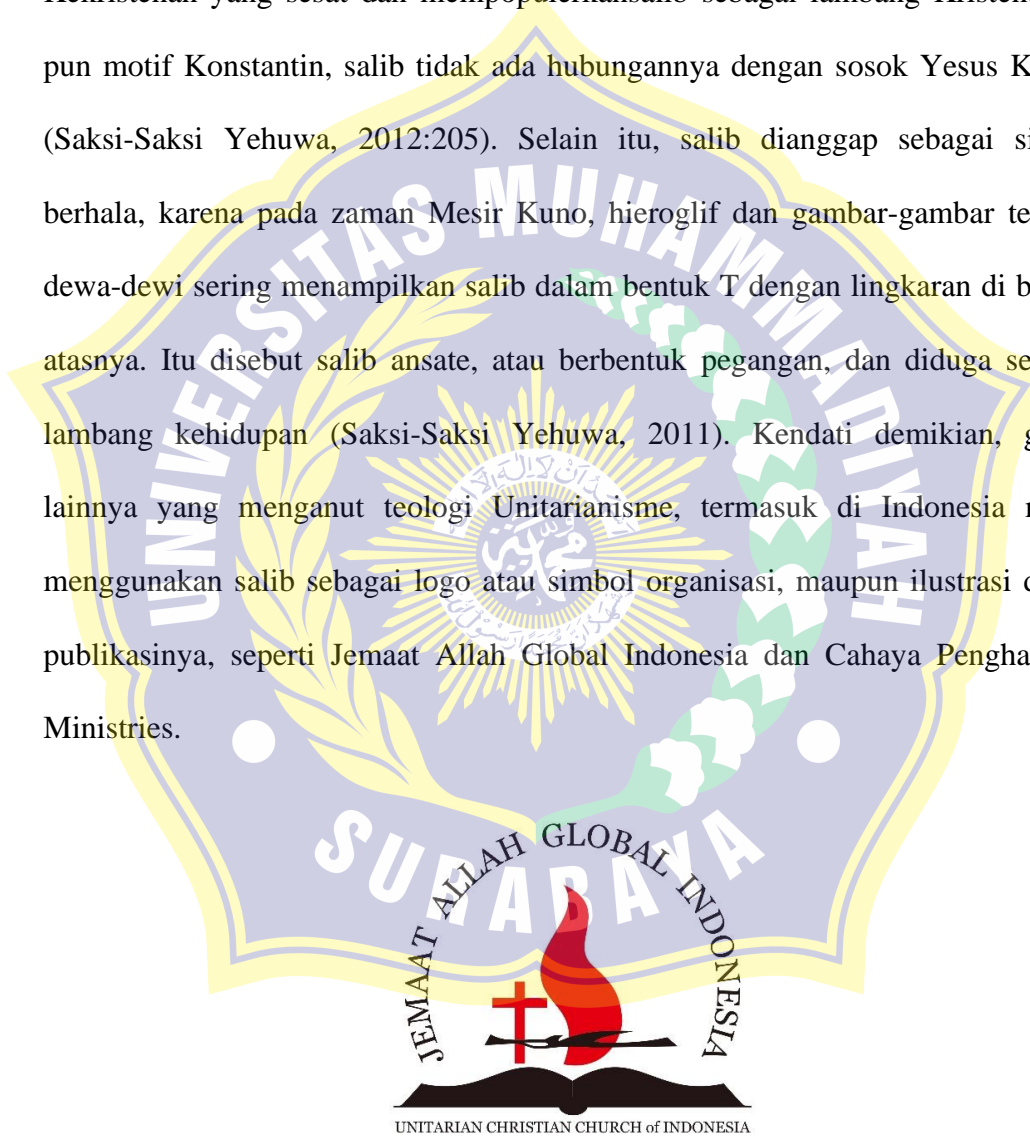 Kekristenan yang sesat dan mempopulerkansalib sebagai lambang
pun motif Konstantin, salib tidak ada hubungannya dengan sosok Yesus
(Saksi-Saksi Yehuwa, 2012:205). Selain itu, salib dianggap sebagai
berhala, karena pada zaman Mesir Kuno, hieroglif dan gambar-gambar
dewa-dewi sering menampilkan salib dalam bentuk T dengan lingkaran di
atasnya. Itu disebut salib ansate, atau berbentuk pegangan, dan diduga
lambang kehidupan (Saksi-Saksi Yehuwa, 2011). Kendati demikian,
lainnya yang menganut teologi Unitarianisme, termasuk di Indonesia
menggunakan salib sebagai logo atau simbol organisasi, maupun ilustrasi
publikasinya, seperti Jemaat Allah Global Indonesia dan Cahaya
Ministries.
UNIVERSITAS MUHAMMADIYAH
SURABAYA
JEMAAT ALLAH GLOBAL INDONESIA
UNITARIAN CHRISTIAN CHURCH of INDONESIA